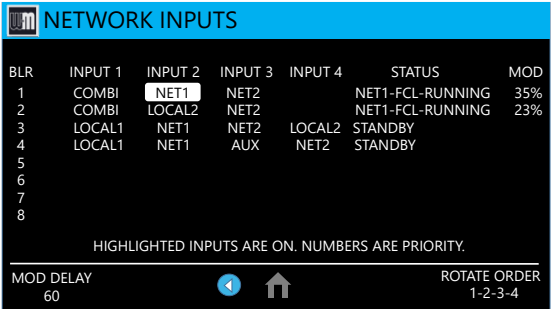 WM NETWORK INPUTS
BLR INPUT 1 INPUT 2 INPUT 3 INPUT 4 STATUS MOD
1 COMBI NET1 NET2 NET1-FCL-RUNNING 35%
2 COMBI LOCAL2 NET2 NET1-FCL-RUNNING 23%
3 LOCAL1 NET1 NET2 LOCAL2 STANDBY
4 LOCAL1 NET1 AUX NET2 STANDBY
5
6
7
8
HIGHLIGHTED INPUTS ARE ON. NUMBERS ARE PRIORITY.
MOD DELAY ROTATE ORDER
60 1-2-3-4